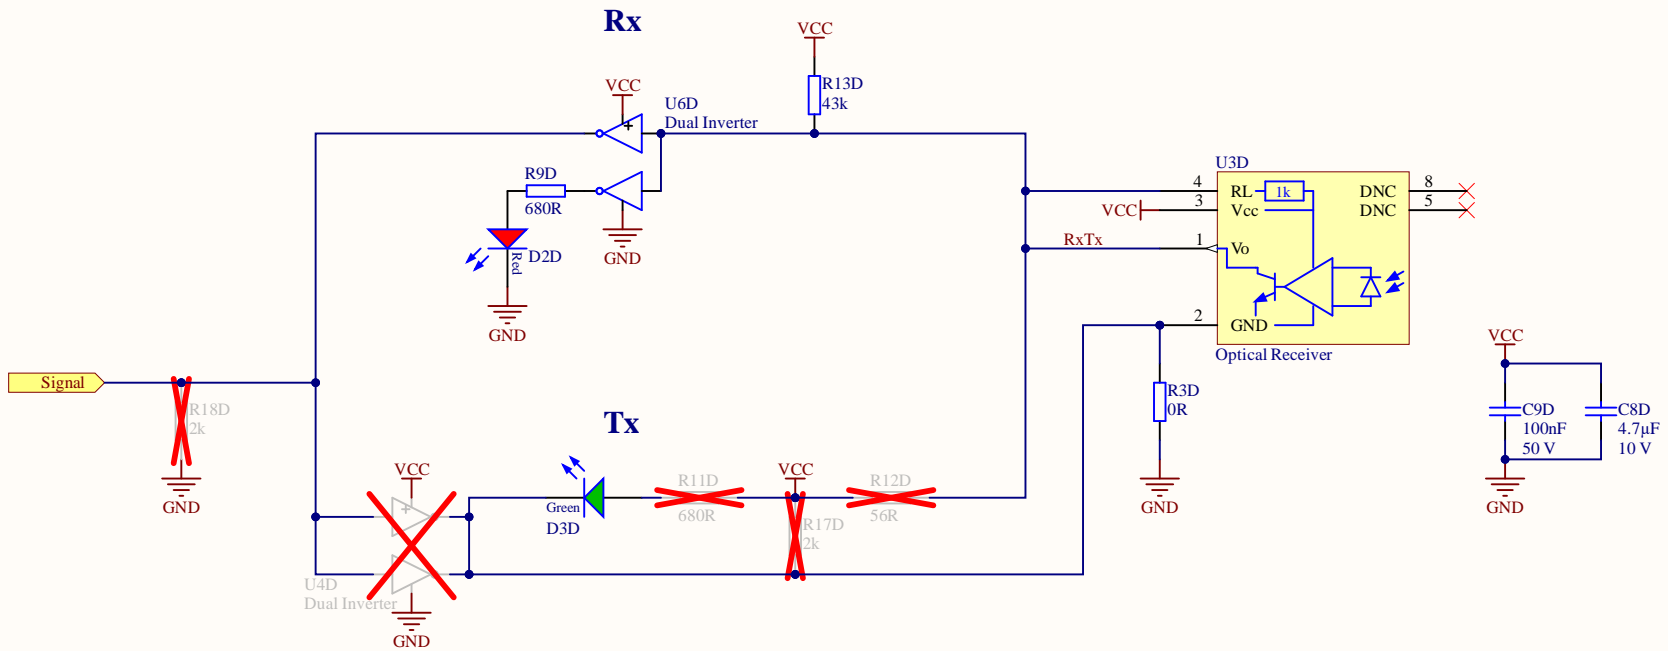 Rx
VCC
R13D
43k
VCC
U6D
Dual Inverter
+
R9D
680R
D2D
Red
GND
GND
U3D
4
RL
1k
DNC
8
VCC
3
Vcc
DNC
5
RxTx
1
Vo
2
GND
Optical Receiver
Signal
R18D
2k
GND
R3D
0R
GND
VCC
C9D
100nF
50 V
C8D
4.7µF
10 V
GND
Tx
VCC
+
U4D
Dual Inverter
GND
Green
D3D
R11D
680R
VCC
R17D
2k
R12D
56R